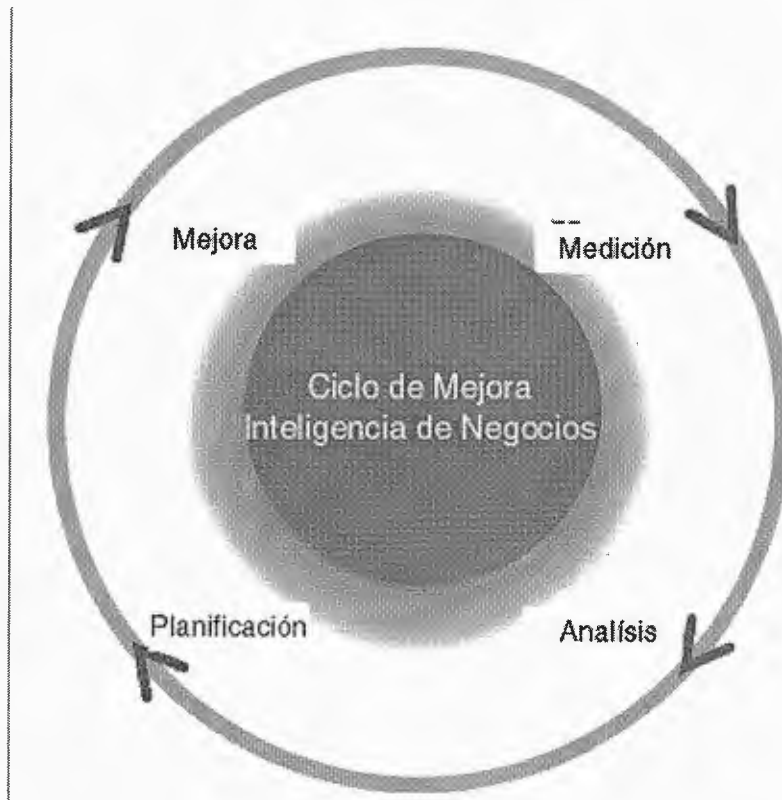 Mejora
Medición
Ciclo de Mejora
Inteligencia de Negocios
Planificación
Analísis